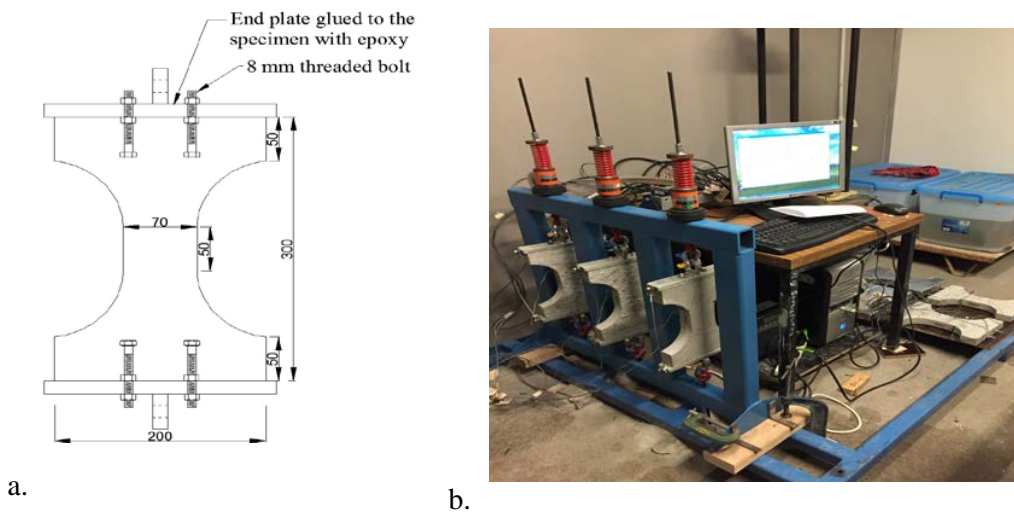 End plate glued to the
specimen with epoxy
8 mm threaded bolt
50
70
50
300
50
200
a.
b.